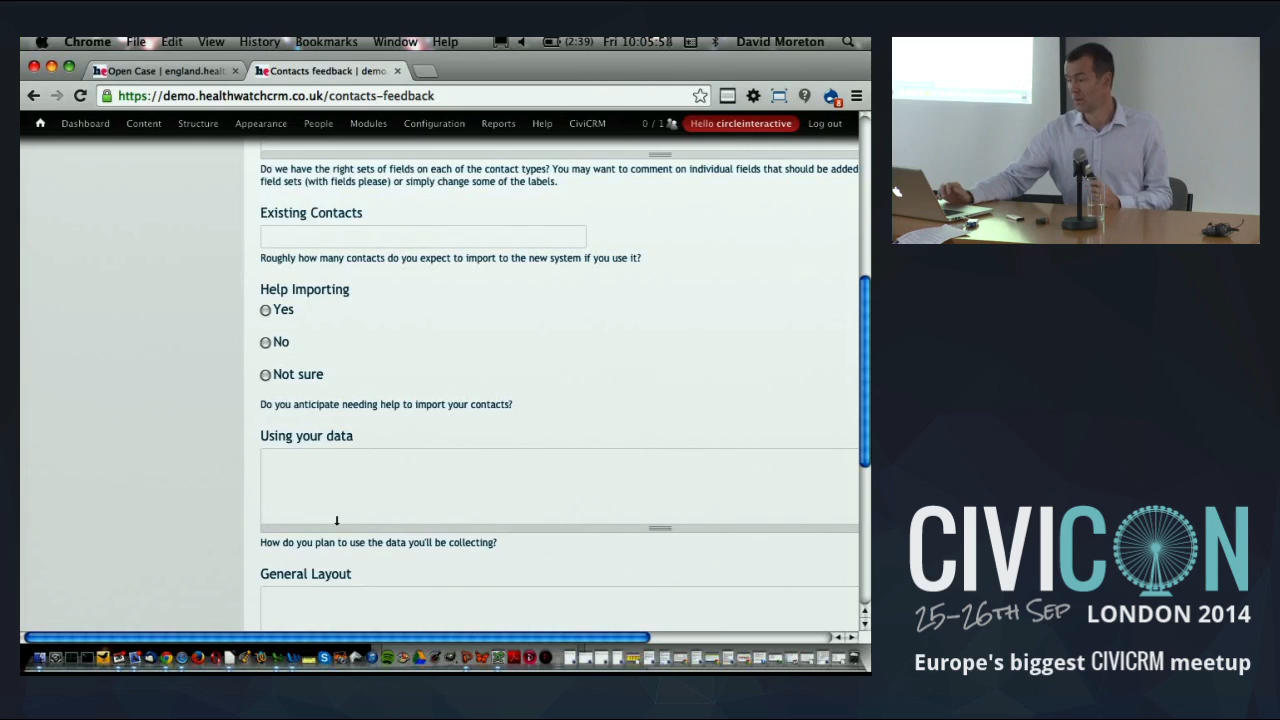 Chrome File Edit View History Bookmarks Window Help (2:39) Fri 10:05:58 David Moreton
he Open Case | england.healt × he Contacts feedback | demo. ×
https://demo.healthwatchcrm.co.uk/contacts-feedback
8
Dashboard Content Structure Appearance People Modules Configuration Reports Help CiviCRM 0 / 1 Hello circleinteractive Log out
Do we have the right sets of fields on each of the contact types? You may want to comment on individual fields that should be added
field sets (with fields please) or simply change some of the labels.
Existing Contacts
Roughly how many contacts do you expect to import to the new system if you use it?
Help Importing
Yes
No
Not sure
Do you anticipate needing help to import your contacts?
Using your data
How do you plan to use the data you'll be collecting?
General Layout
CIVICON
25-26TH SEP LONDON 2014
Europe's biggest CIVICRM meetup